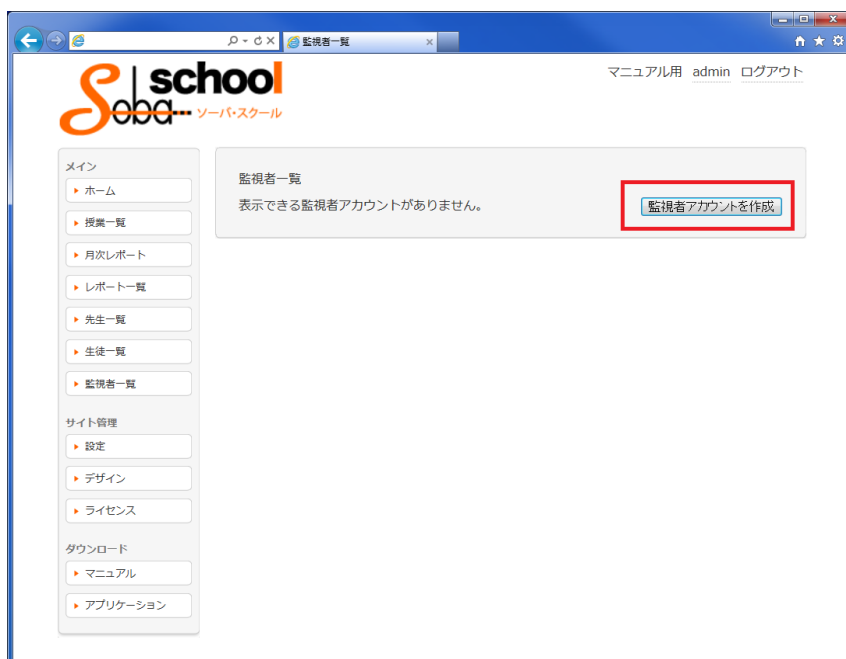 監視者一覧
マニュアル用 admin ログアウト
school
Soba
ソーバ・スクール
メイン
ホーム
授業一覧
月次レポート
レポート一覧
先生一覧
生徒一覧
監視者一覧
サイト管理
設定
デザイン
ライセンス
ダウンロード
マニュアル
アプリケーション
監視者一覧
表示できる監視者アカウントがありません。
監視者アカウントを作成